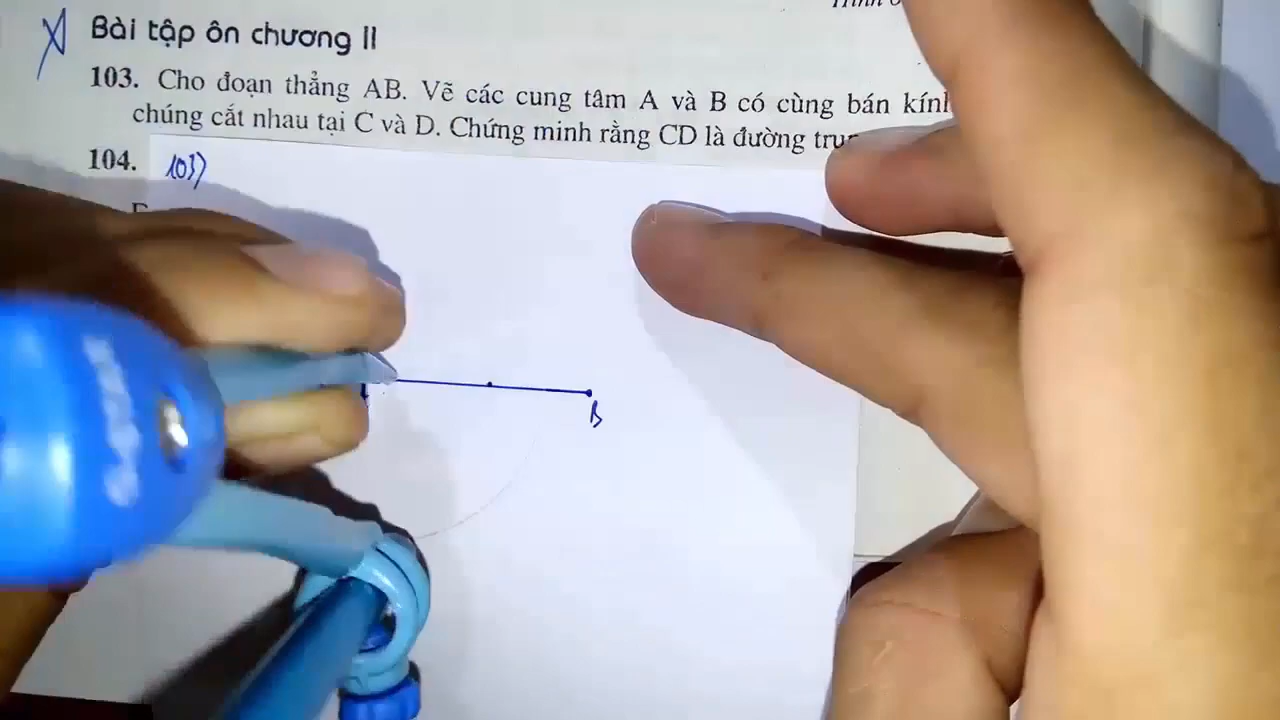 Bài tập ôn chương II
103. Cho đoạn thẳng AB. Vẽ các cung tâm A và B có cùng bán
chúng cắt nhau tại C và D. Chứng minh rằng CD là đường
104.
103)
B